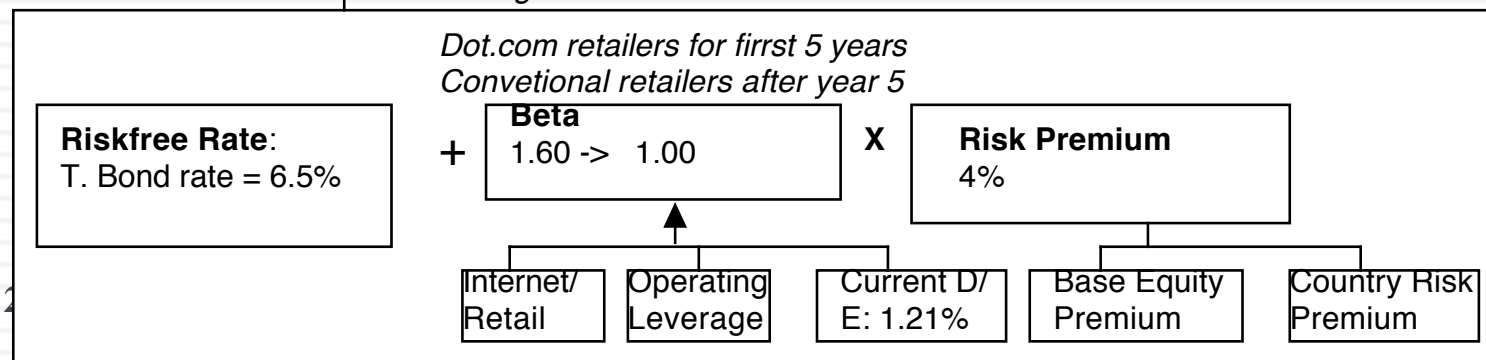 Dot.com retailers for firrst 5 years
Convetional retailers after year 5
Riskfree Rate:
T. Bond rate = 6.5%
+
Beta
1.60 -> 1.00
X
Risk Premium
4%
Internet/
Retail
Operating
Leverage
Current D/
E: 1.21%
Base Equity
Premium
Country Risk
Premium